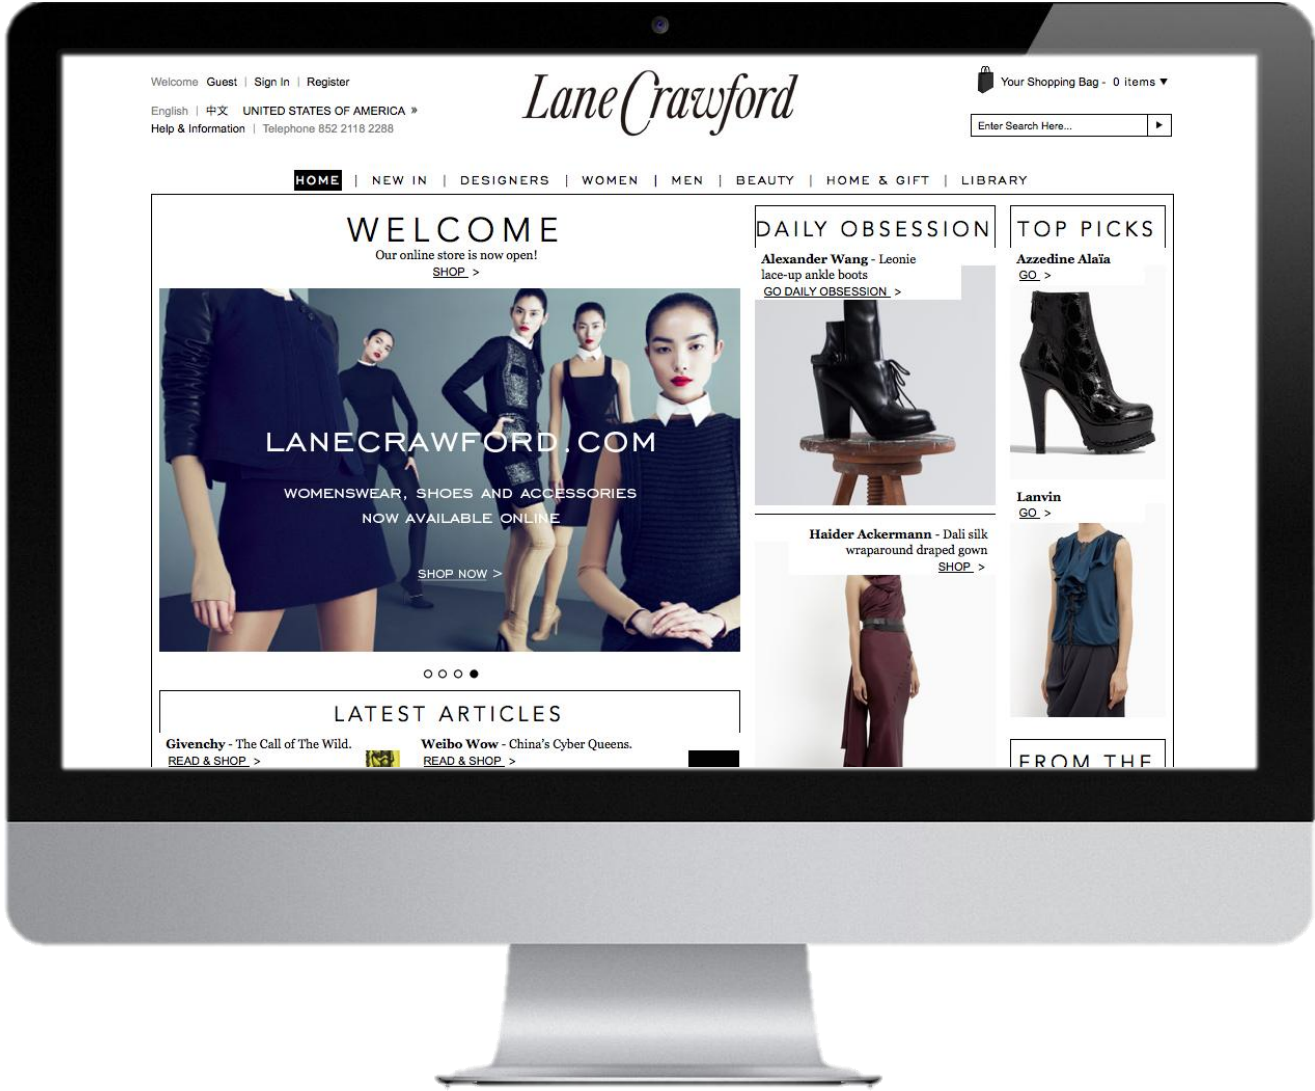 Welcome Guest | Sign In | Register
English | 中文 UNITED STATES OF AMERICA »
Help & Information | Telephone 852 2118 2288
Lane Crawford
Your Shopping Bag - 0 items ▼
Enter Search Here...
HOME | NEW IN | DESIGNERS | WOMEN | MEN | BEAUTY | HOME & GIFT | LIBRARY
WELCOME
Our online store is now open!
SHOP >
LANECRAWFORD.COM
WOMENSWEAR, SHOES AND ACCESSORIES
NOW AVAILABLE ONLINE
SHOP NOW >
LATEST ARTICLES
Givenchy - The Call of The Wild.
READ & SHOP >
Weibo Wow - China's Cyber Queens.
READ & SHOP >
DAILY OBSESSION
Alexander Wang - Leonie
lace-up ankle boots
GO DAILY OBSESSION >
Haider Ackermann - Dali silk
wraparound draped gown
SHOP >
TOP PICKS
Azzedine Alaïa
GO >
Lanvin
GO >
FROM THE